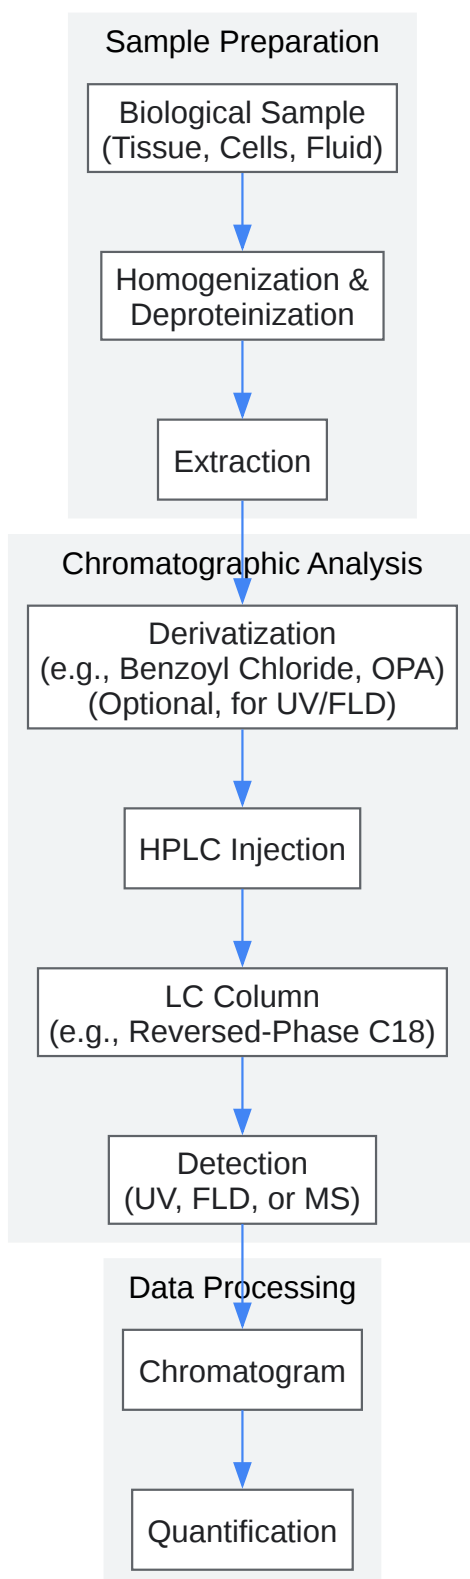 Sample Preparation
Biological Sample
(Tissue, Cells, Fluid)
Homogenization &
Deproteinization
Extraction
Chromatographic Analysis
Derivatization
(e.g., Benzoyl Chloride, OPA)
(Optional, for UV/FLD)
HPLC Injection
LC Column
(e.g., Reversed-Phase C18)
Detection
(UV, FLD, or MS)
Data Processing
Chromatogram
Quantification